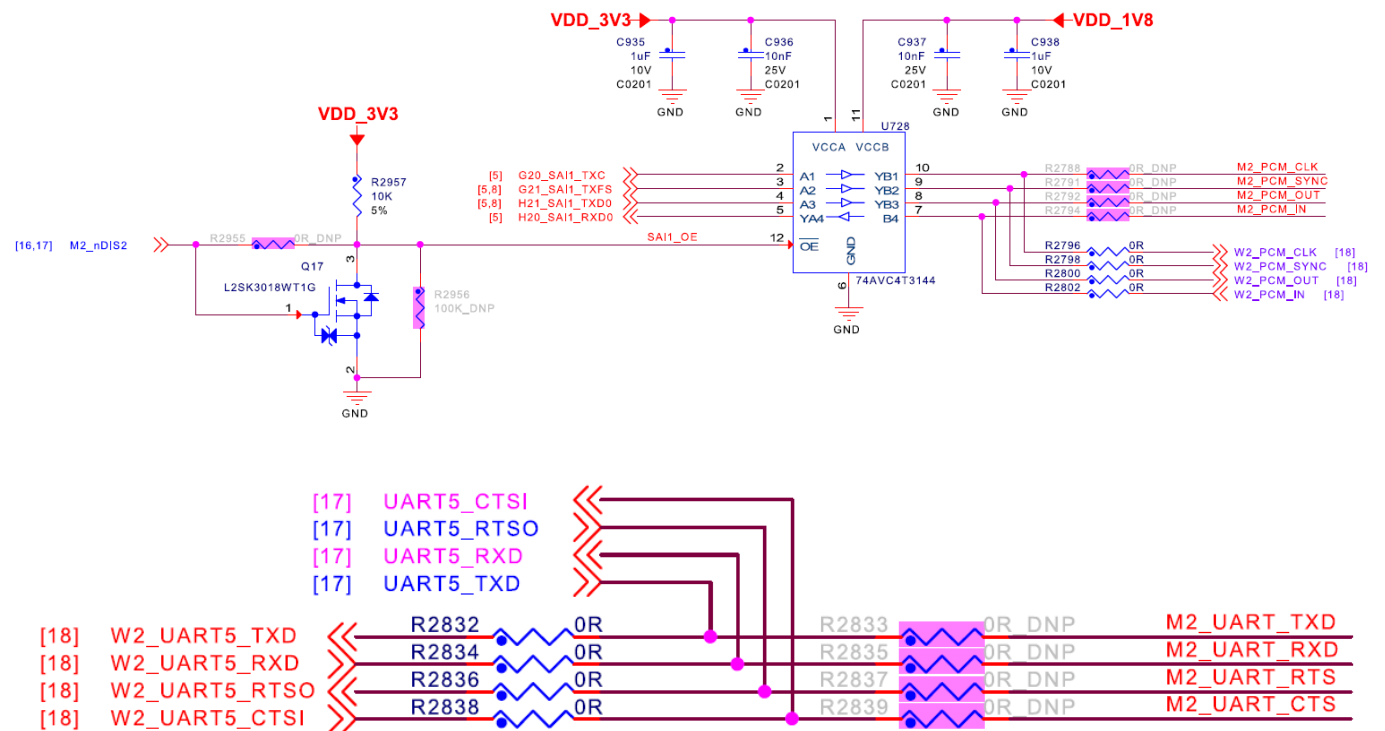 VDD_3V3
VDD_1V8
C935
1uF
10V
C0201
C936
10nF
25V
C0201
C937
10nF
25V
C0201
C938
1uF
10V
C0201
GND
GND
GND
GND
VDD_3V3
1
11
U728
VCCA VCCB
R2957
10K
5%
[5] G20_SAI1_TXC
2
A1
YB1
10
R2788
0R_DNP
M2_PCM_CLK
[5,8] G21_SAI1_TXFS
3
A2
YB2
9
R2791
0R_DNP
M2_PCM_SYNC
[5,8] H21_SAI1_TXD0
4
A3
YB3
8
R2792
0R_DNP
M2_PCM_OUT
[5] H20_SAI1_RXD0
5
YA4
B4
7
R2794
0R_DNP
M2_PCM_IN
[16,17] M2_nDIS2
R2955
0R_DNP
SAI1_OE
12
OE
GND
6
GND
74AVC4T3144
R2796
0R
W2_PCM_CLK [18]
R2798
0R
W2_PCM_SYNC [18]
R2800
0R
W2_PCM_OUT [18]
R2802
0R
W2_PCM_IN [18]
3
Q17
L2SK3018WT1G
1
R2956
100K_DNP
2
GND
[17] UART5_CTSI
[17] UART5_RTSO
[17] UART5_RXD
[17] UART5_TXD
[18] W2_UART5_TXD R2832 0R R2833 0R_DNP M2_UART_TXD
[18] W2_UART5_RXD R2834 0R R2835 0R_DNP M2_UART_RXD
[18] W2_UART5_RTSO R2836 0R R2837 0R_DNP M2_UART_RTS
[18] W2_UART5_CTSI R2838 0R R2839 0R_DNP M2_UART_CTS